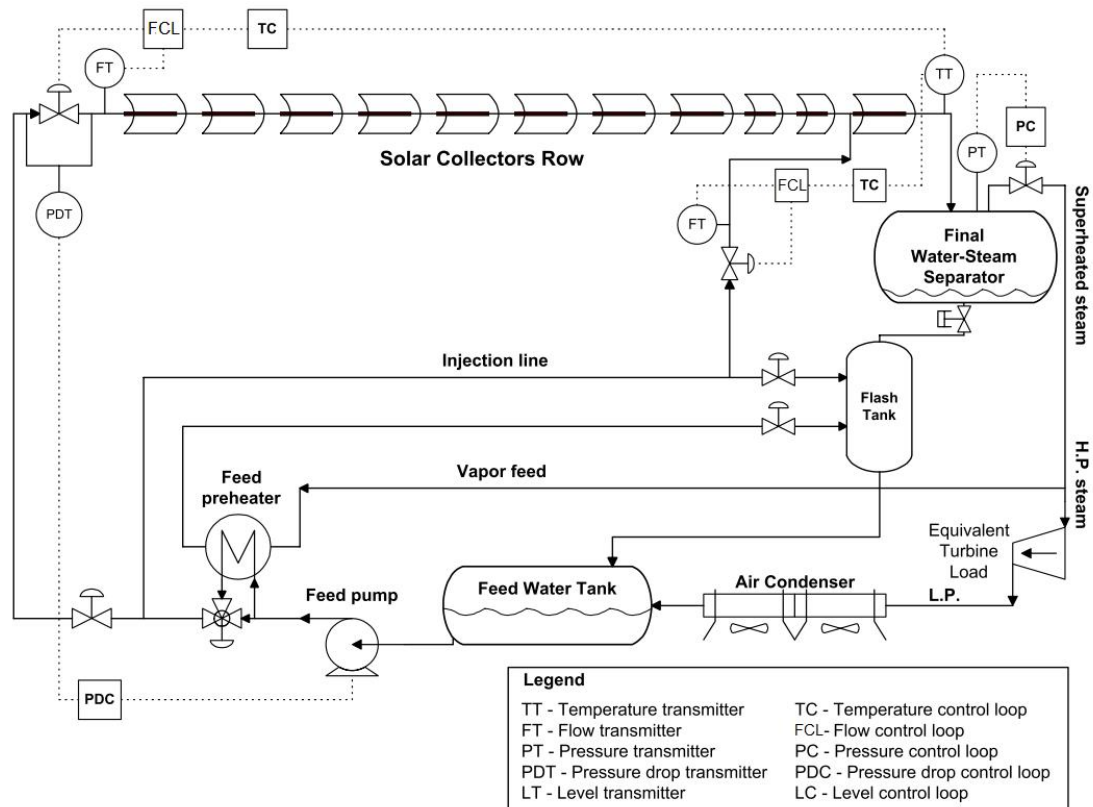 FCL
TC
FT
TT
PC
PT
Solar Collectors Row
PDT
FCL
TC
FT
Final
Water-Steam
Separator
Superheated steam
Injection line
Flash
Tank
Vapor feed
Feed
preheater
H.P. steam
Equivalent
Turbine
Load
Feed Water Tank
Air Condenser
L.P.
Feed pump
PDC
Legend
TT - Temperature transmitter
FT - Flow transmitter
PT - Pressure transmitter
PDT - Pressure drop transmitter
LT - Level transmitter
TC - Temperature control loop
FCL- Flow control loop
PC - Pressure control loop
PDC - Pressure drop control loop
LC - Level control loop